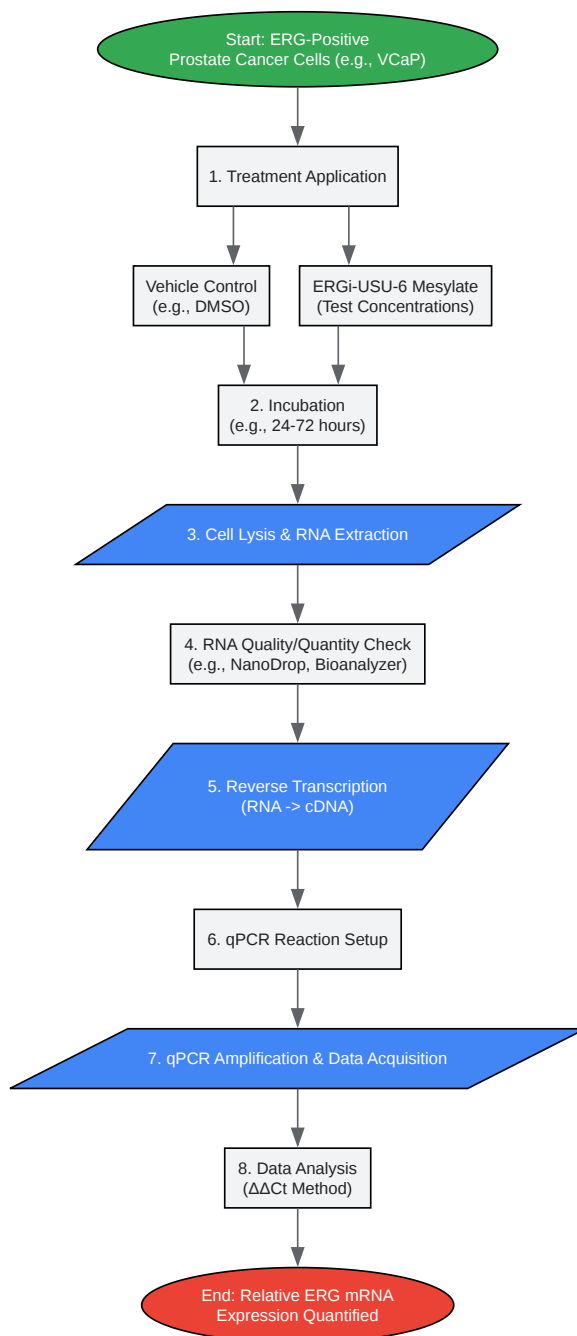 Start: ERG-Positive
Prostate Cancer Cells (e.g., VCaP)
1. Treatment Application
Vehicle Control
(e.g., DMSO)
ERGi-USU-6 Mesylate
(Test Concentrations)
2. Incubation
(e.g., 24-72 hours)
3. Cell Lysis & RNA Extraction
4. RNA Quality/Quantity Check
(e.g., NanoDrop, Bioanalyzer)
5. Reverse Transcription
(RNA -> cDNA)
6. qPCR Reaction Setup
7. qPCR Amplification & Data Acquisition
8. Data Analysis
(ΔΔCt Method)
End: Relative ERG mRNA
Expression Quantified